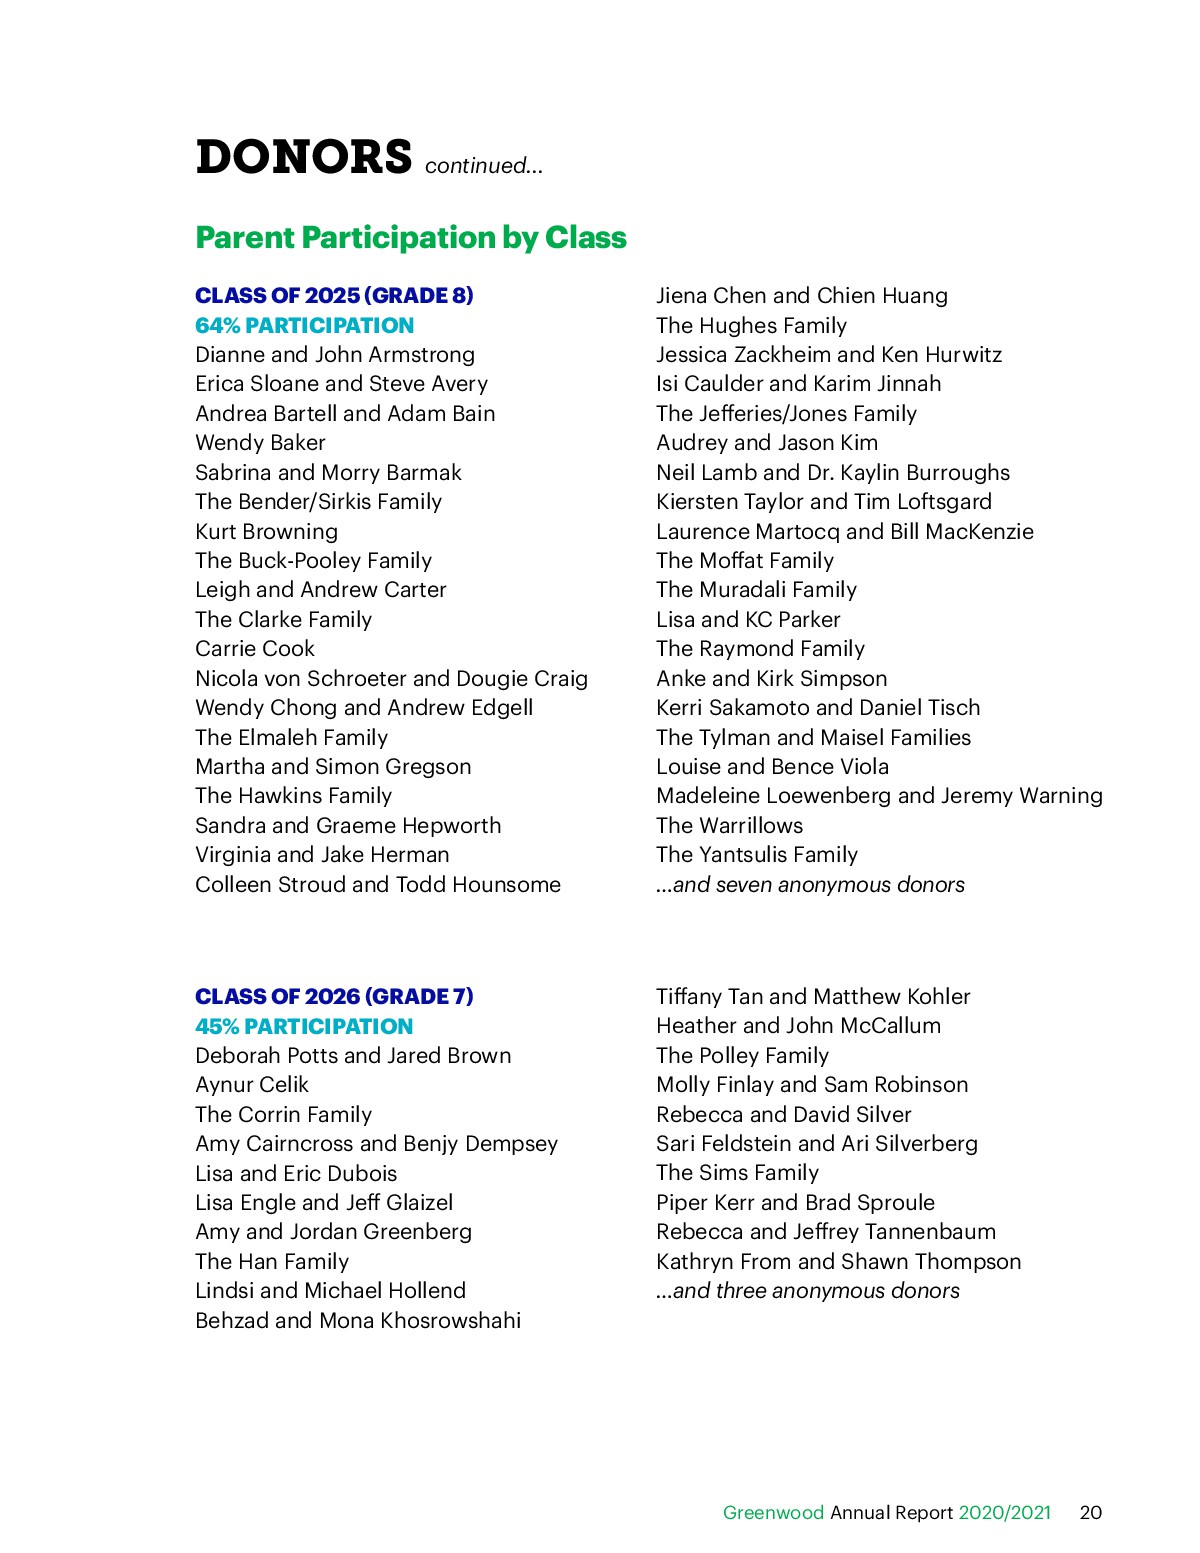 DONORS continued...
Parent Participation by Class
CLASS OF 2025 (GRADE 8)
64% PARTICIPATION
Dianne and John Armstrong
Erica Sloane and Steve Avery
Andrea Bartell and Adam Bain
Wendy Baker
Sabrina and Morry Barmak
The Bender/Sirkis Family
Kurt Browning
The Buck-Pooley Family
Leigh and Andrew Carter
The Clarke Family
Carrie Cook
Nicola von Schroeter and Dougie Craig
Wendy Chong and Andrew Edgell
The Elmaleh Family
Martha and Simon Gregson
The Hawkins Family
Sandra and Graeme Hepworth
Virginia and Jake Herman
Colleen Stroud and Todd Hounsome
Jiena Chen and Chien Huang
The Hughes Family
Jessica Zackheim and Ken Hurwitz
Isi Caulder and Karim Jinnah
The Jefferies/Jones Family
Audrey and Jason Kim
Neil Lamb and Dr. Kaylin Burroughs
Kiersten Taylor and Tim Loftsgard
Laurence Martocq and Bill MacKenzie
The Moffat Family
The Muradali Family
Lisa and KC Parker
The Raymond Family
Anke and Kirk Simpson
Kerri Sakamoto and Daniel Tisch
The Tylman and Maisel Families
Louise and Bence Viola
Madeleine Loewenberg and Jeremy Warning
The Warrillows
The Yantsulis Family
...and seven anonymous donors
CLASS OF 2026 (GRADE 7)
45% PARTICIPATION
Deborah Potts and Jared Brown
Aynur Celik
The Corrin Family
Amy Cairncross and Benjy Dempsey
Lisa and Eric Dubois
Lisa Engle and Jeff Glaizel
Amy and Jordan Greenberg
The Han Family
Lindsi and Michael Hollend
Behzad and Mona Khosrowshahi
Tiffany Tan and Matthew Kohler
Heather and John McCallum
The Polley Family
Molly Finlay and Sam Robinson
Rebecca and David Silver
Sari Feldstein and Ari Silverberg
The Sims Family
Piper Kerr and Brad Sproule
Rebecca and Jeffrey Tannenbaum
Kathryn From and Shawn Thompson
...and three anonymous donors
Greenwood Annual Report 2020/2021 20